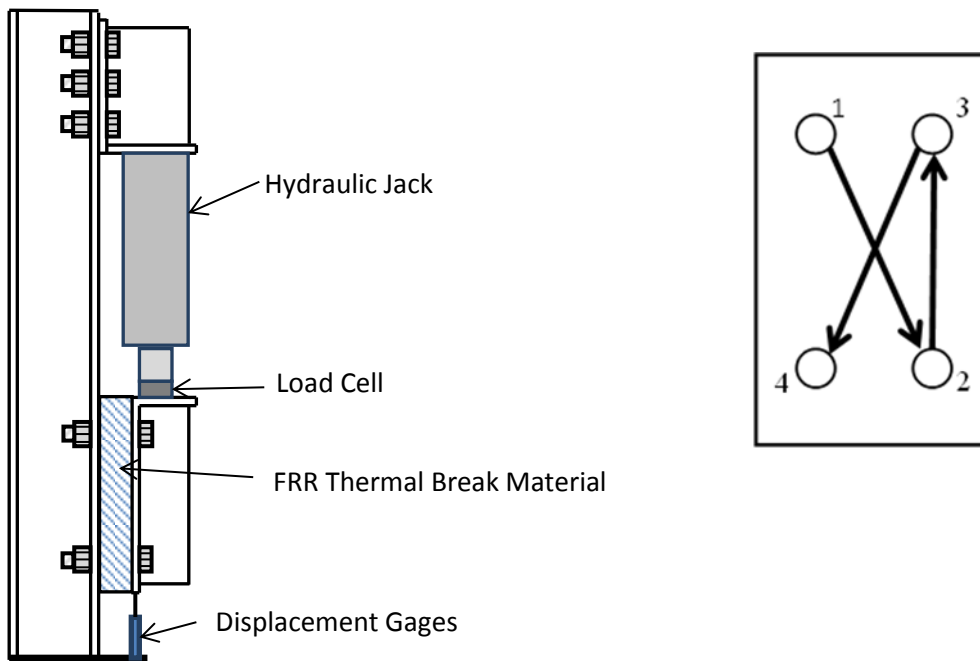 Hydraulic Jack
Load Cell
FRR Thermal Break Material
Displacement Gages
1 3
4 2